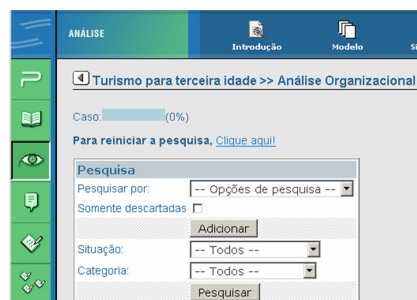 ANÁLISE
Introdução
Modelo
Turismo para terceira idade >> Análise Organizacional
Caso: (0%)
Para reiniciar a pesquisa, Clique aqui!
Pesquisa
Pesquisar por: -- Opções de pesquisa --
Somente descartadas
Adicionar
Situação: -- Todos --
Categoria: -- Todos --
Pesquisar